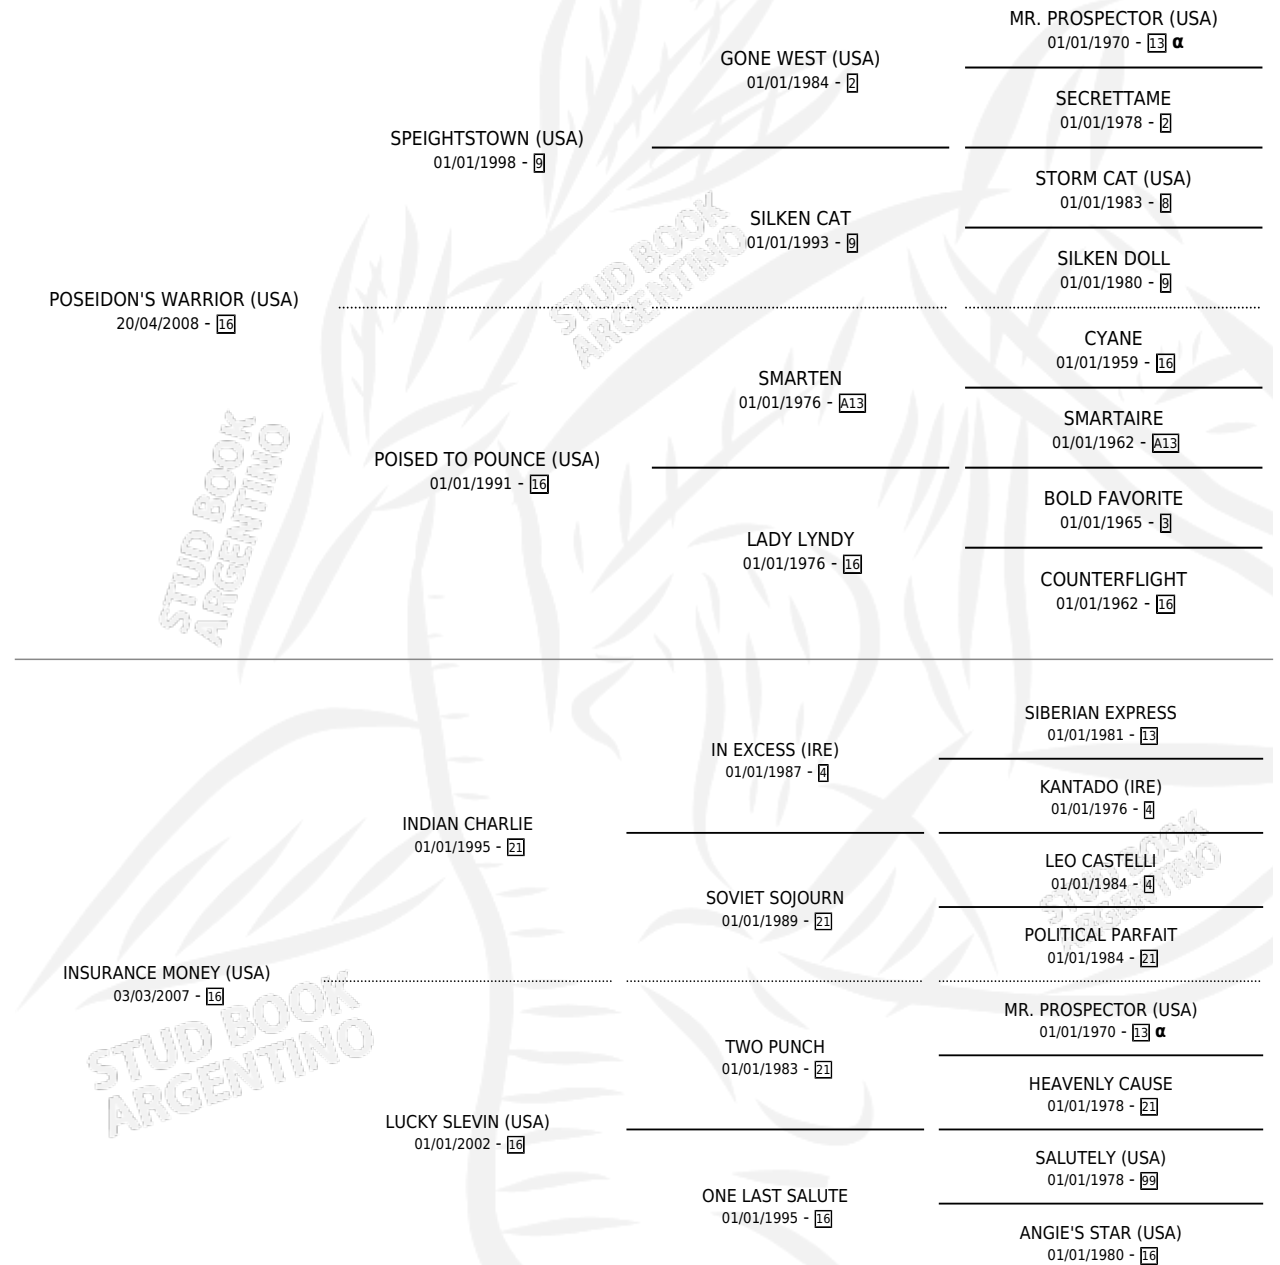 MR. PROSPECTOR (USA)
01/01/1970 - 13 α
GONE WEST (USA)
01/01/1984 - 2
SECRETTAME
01/01/1978 - 2
SPEIGHTSTOWN (USA)
01/01/1998 - 9
STORM CAT (USA)
01/01/1983 - 8
SILKEN CAT
01/01/1993 - 9
SILKEN DOLL
01/01/1980 - 9
POSEIDON'S WARRIOR (USA)
20/04/2008 - 16
CYANE
01/01/1959 - 16
SMARTEN
01/01/1976 - A13
SMARTAIRE
01/01/1962 - A13
POISED TO POUNCE (USA)
01/01/1991 - 16
BOLD FAVORITE
01/01/1965 - 3
LADY LYNDY
01/01/1976 - 16
COUNTERFLIGHT
01/01/1962 - 16
SIBERIAN EXPRESS
01/01/1981 - 13
IN EXCESS (IRE)
01/01/1987 - 4
KANTADO (IRE)
01/01/1976 - 4
INDIAN CHARLIE
01/01/1995 - 21
LEO CASTELLI
01/01/1984 - 4
SOVIET SOJOURN
01/01/1989 - 21
POLITICAL PARFAIT
01/01/1984 - 21
INSURANCE MONEY (USA)
03/03/2007 - 16
MR. PROSPECTOR (USA)
01/01/1970 - 13 α
TWO PUNCH
01/01/1983 - 21
HEAVENLY CAUSE
01/01/1978 - 21
LUCKY SLEVIN (USA)
01/01/2002 - 16
SALUTELY (USA)
01/01/1978 - 99
ONE LAST SALUTE
01/01/1995 - 16
ANGIE'S STAR (USA)
01/01/1980 - 16
STUD BOOK
ARGENTINO
STUD BOOK
ARGENTINO
STUD BOOK
ARGENTINO
STUD BOOK
ARGENTINO